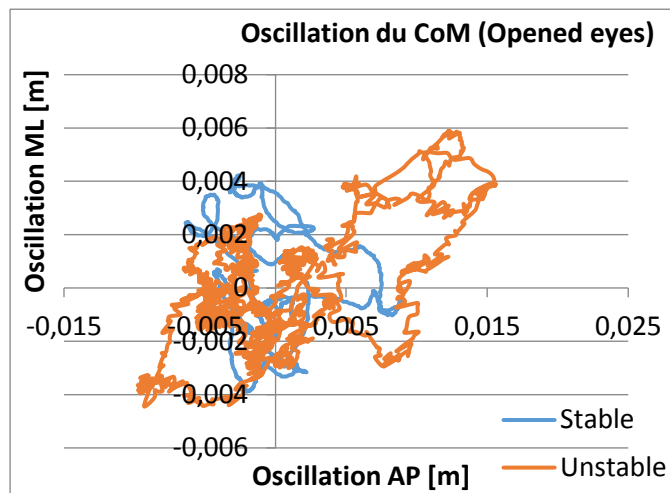 Oscillation du CoM (Opened eyes)
Oscillation ML [m]
0,008
0,006
0,004
0,002
0
-0,002
-0,004
-0,006
-0,015
-0,005
0,005
0,015
0,025
Stable
Unstable
Oscillation AP [m]